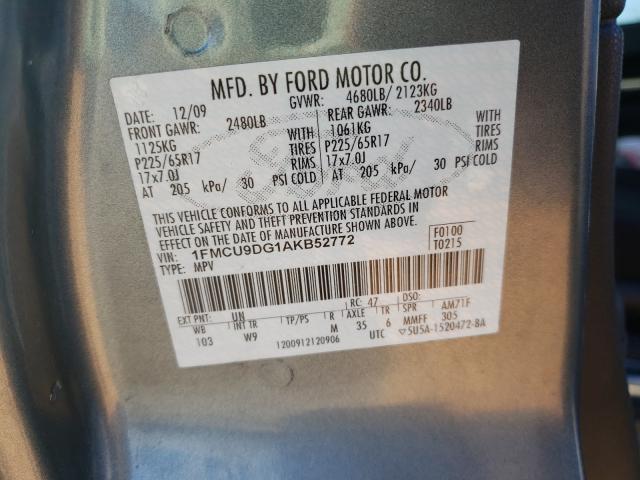 MFD. BY FORD MOTOR CO.
DATE: 12/09 GVWR: 4680LB/ 2123KG
FRONT GAWR: 2480LB REAR GAWR: 2340LB
1125KG WITH 1061KG WITH
P225/65R17 TIRES P225/65R17 TIRES
17x7.0J RIMS 17x7.0J RIMS
AT 205 kPa/ 30 PSI COLD AT 205 kPa/ 30 PSI COLD
THIS VEHICLE CONFORMS TO ALL APPLICABLE FEDERAL MOTOR
VEHICLE SAFETY AND THEFT PREVENTION STANDARDS IN
EFFECT ON THE DATE OF MANUFACTURE SHOWN ABOVE.
VIN: 1FMCU9DG1AKB52772 F0100
TYPE: MPV T0215
EXT PNT: UN RC: 47 DSO:
WB INT TR TP/PS R AXLE TR SPR AM71F
103 W9 M 35 6 MMFF 305
1200912120906 UTC ▽5U5A-1520472-BA